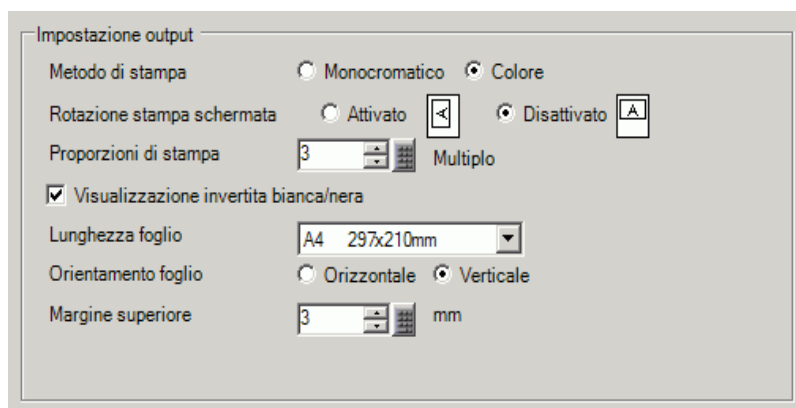 Impostazione output
Metodo di stampa Monocromatico Colore
Rotazione stampa schermata Attivato A Disattivato A
Proporzioni di stampa 3 Multiplo
Visualizzazione invertita bianca/nera
Lunghezza foglio A4 297x210mm
Orientamento foglio Orizzontale Verticale
Margine superiore 3 mm